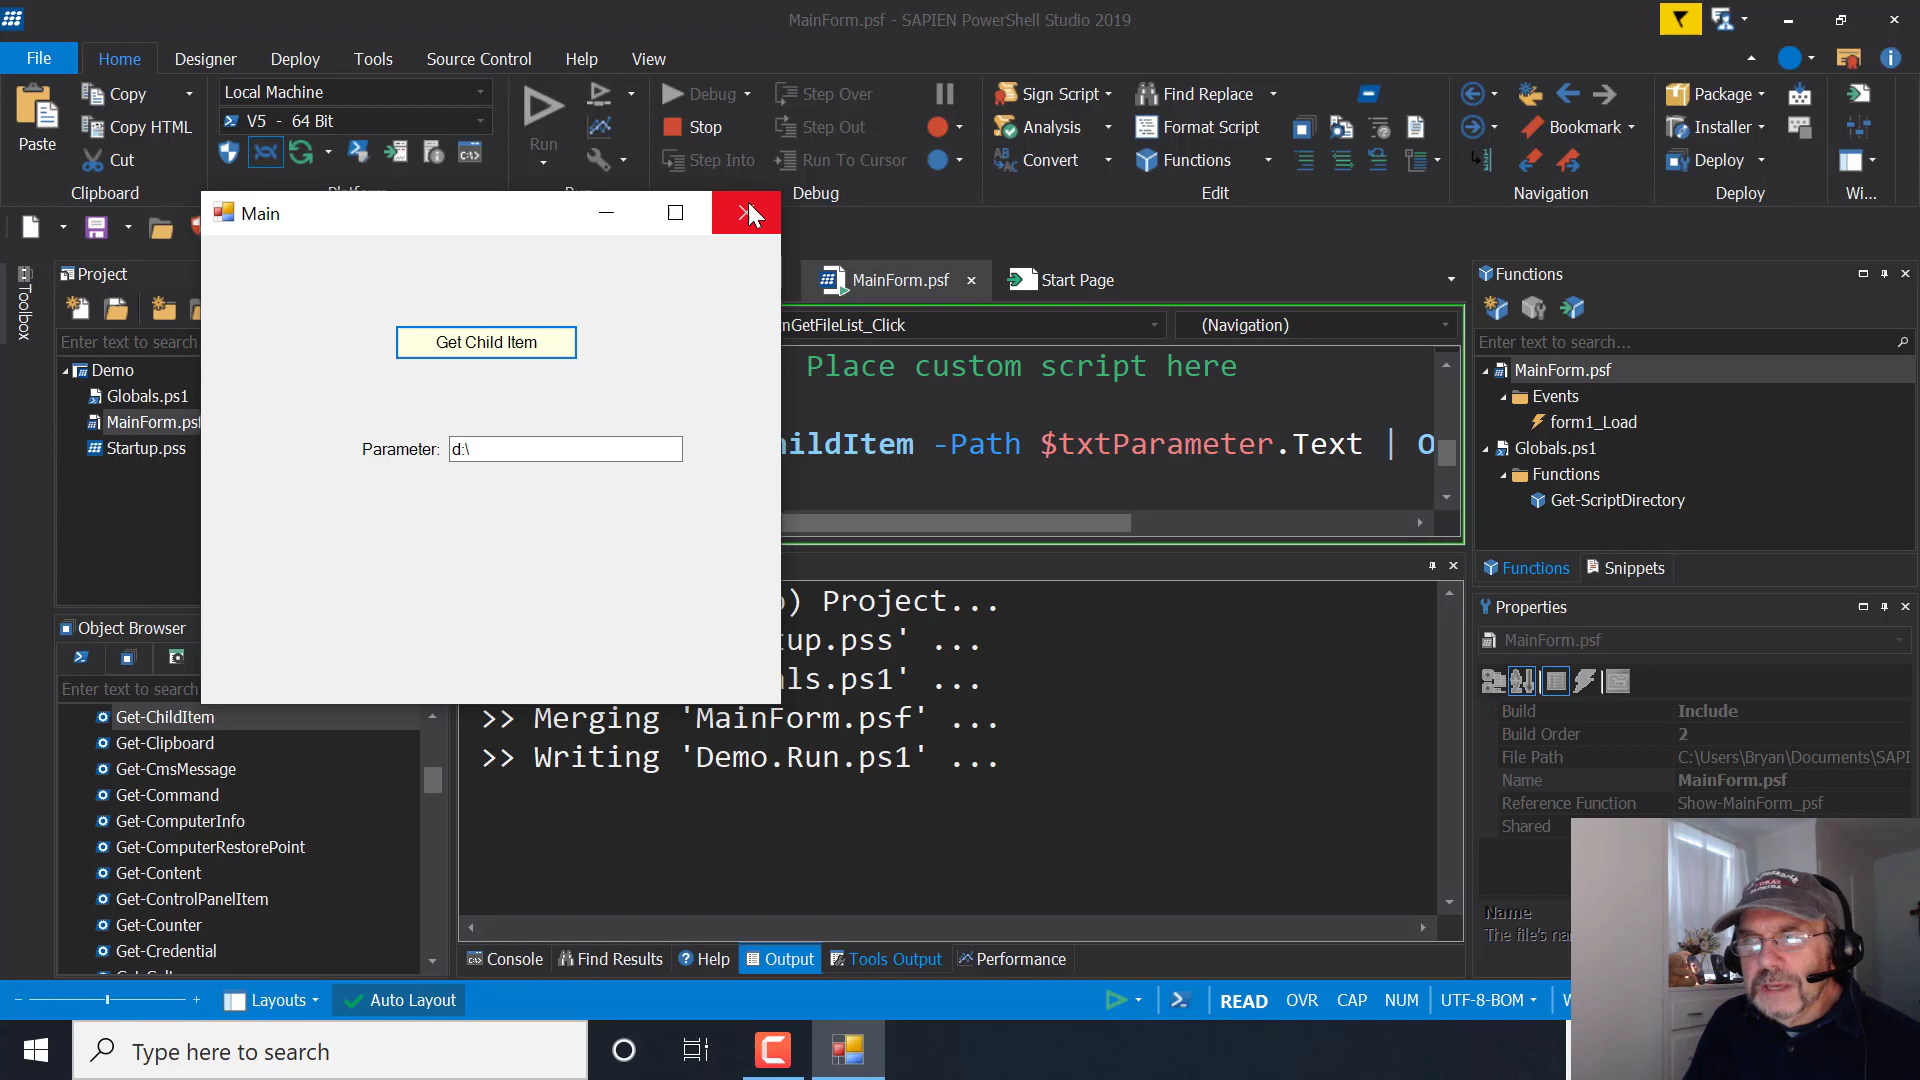 MainForm.psf - SAPIEN PowerShell Studio 2019
File
Home
Designer
Deploy
Tools
Source Control
Help
View
Paste
Copy
Copy HTML
Cut
Clipboard
Local Machine
V5 - 64 Bit
Run
Debug
Stop
Step Into
Step Over
Step Out
Run To Cursor
Debug
Sign Script
Analysis
Convert
Find Replace
Format Script
Functions
Edit
Bookmark
Navigation
Package
Installer
Deploy
Deploy
Wi...
Main
Get Child Item
Parameter:
d:\
Project
Enter text to search
Demo
Globals.ps1
MainForm.psf
Startup.pss
Toolbox
Object Browser
Enter text to search
Get-ChildItem
Get-Clipboard
Get-CmsMessage
Get-Command
Get-ComputerInfo
Get-ComputerRestorePoint
Get-Content
Get-ControlPanelItem
Get-Counter
Get-Credential
MainForm.psf
Start Page
nGetFileList_Click
(Navigation)
Place custom script here
ildItem -Path $txtParameter.Text | O
) Project...
tup.pss' ...
ls.ps1' ...
>> Merging 'MainForm.psf' ...
>> Writing 'Demo.Run.ps1' ...
Console
Find Results
Help
Output
Tools Output
Performance
Functions
Enter text to search...
MainForm.psf
Events
form1_Load
Globals.ps1
Functions
Get-ScriptDirectory
Functions
Snippets
Properties
MainForm.psf
Build Include
Build Order 2
File Path C:\Users\Bryan\Documents\SAPI
Name MainForm.psf
Reference Function Show-MainForm_psf
Shared
Name
The file's na
Layouts
Auto Layout
READ
OVR
CAP
NUM
UTF-8-BOM
Type here to search